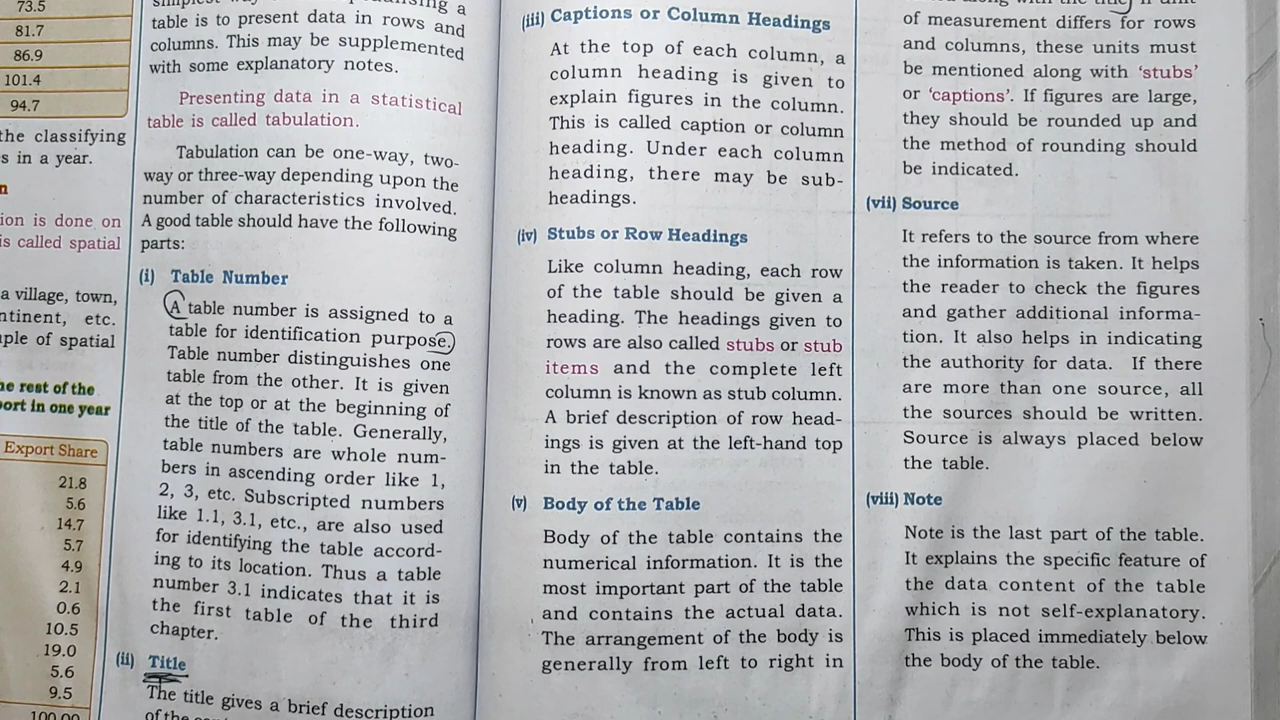 73.5
81.7
86.9
101.4
94.7
the classifying
s in a year.
n
ion is done on
is called spatial
a village, town,
ntinent, etc.
ple of spatial
he rest of the
port in one year
Export Share
21.8
5.6
14.7
5.7
4.9
2.1
0.6
10.5
19.0
5.6
9.5
100.00
table is to present data in rows and
columns. This may be supplemented
with some explanatory notes.
Presenting data in a statistical
table is called tabulation.
Tabulation can be one-way, two-
way or three-way depending upon the
number of characteristics involved.
A good table should have the following
parts:
(i) Table Number
A table number is assigned to a
table for identification purpose.
Table number distinguishes one
table from the other. It is given
at the top or at the beginning of
the title of the table. Generally,
table numbers are whole num-
bers in ascending order like 1,
2, 3, etc. Subscripted numbers
like 1.1, 3.1, etc., are also used
for identifying the table accord-
ing to its location. Thus a table
number 3.1 indicates that it is
the first table of the third
chapter.
(ii) Title
The title gives a brief description
of the
(iii) Captions or Column Headings
At the top of each column, a
column heading is given to
explain figures in the column.
This is called caption or column
heading. Under each column
heading, there may be sub-
headings.
(iv) Stubs or Row Headings
Like column heading, each row
of the table should be given a
heading. The headings given to
rows are also called stubs or stub
items and the complete left
column is known as stub column.
A brief description of row head-
ings is given at the left-hand top
in the table.
(v) Body of the Table
Body of the table contains the
numerical information. It is the
most important part of the table
and contains the actual data.
The arrangement of the body is
generally from left to right in
of measurement differs for rows
and columns, these units must
be mentioned along with 'stubs'
or 'captions'. If figures are large,
they should be rounded up and
the method of rounding should
be indicated.
(vii) Source
It refers to the source from where
the information is taken. It helps
the reader to check the figures
and gather additional informa-
tion. It also helps in indicating
the authority for data. If there
are more than one source, all
the sources should be written.
Source is always placed below
the table.
(viii) Note
Note is the last part of the table.
It explains the specific feature of
the data content of the table
which is not self-explanatory.
This is placed immediately below
the body of the table.